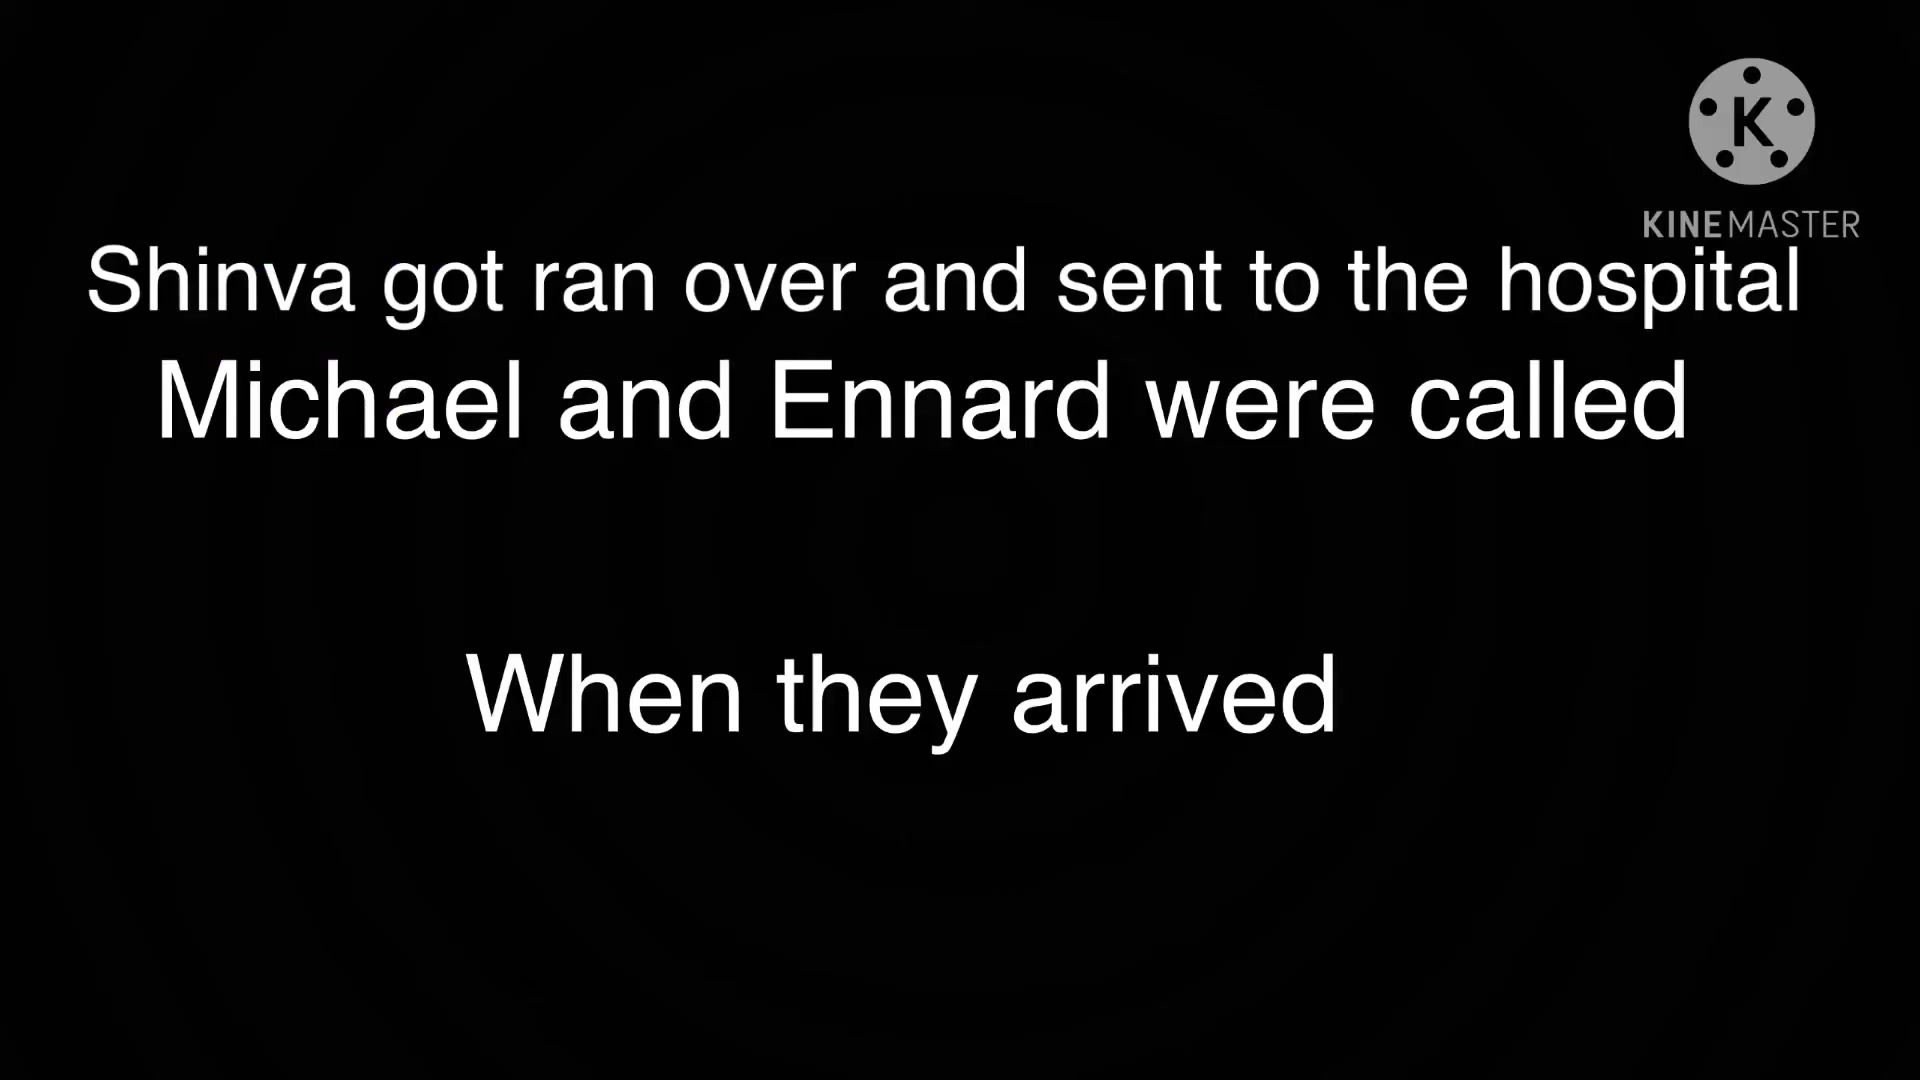 K
KINEMASTER
Shinva got ran over and sent to the hospital
Michael and Ennard were called
When they arrived